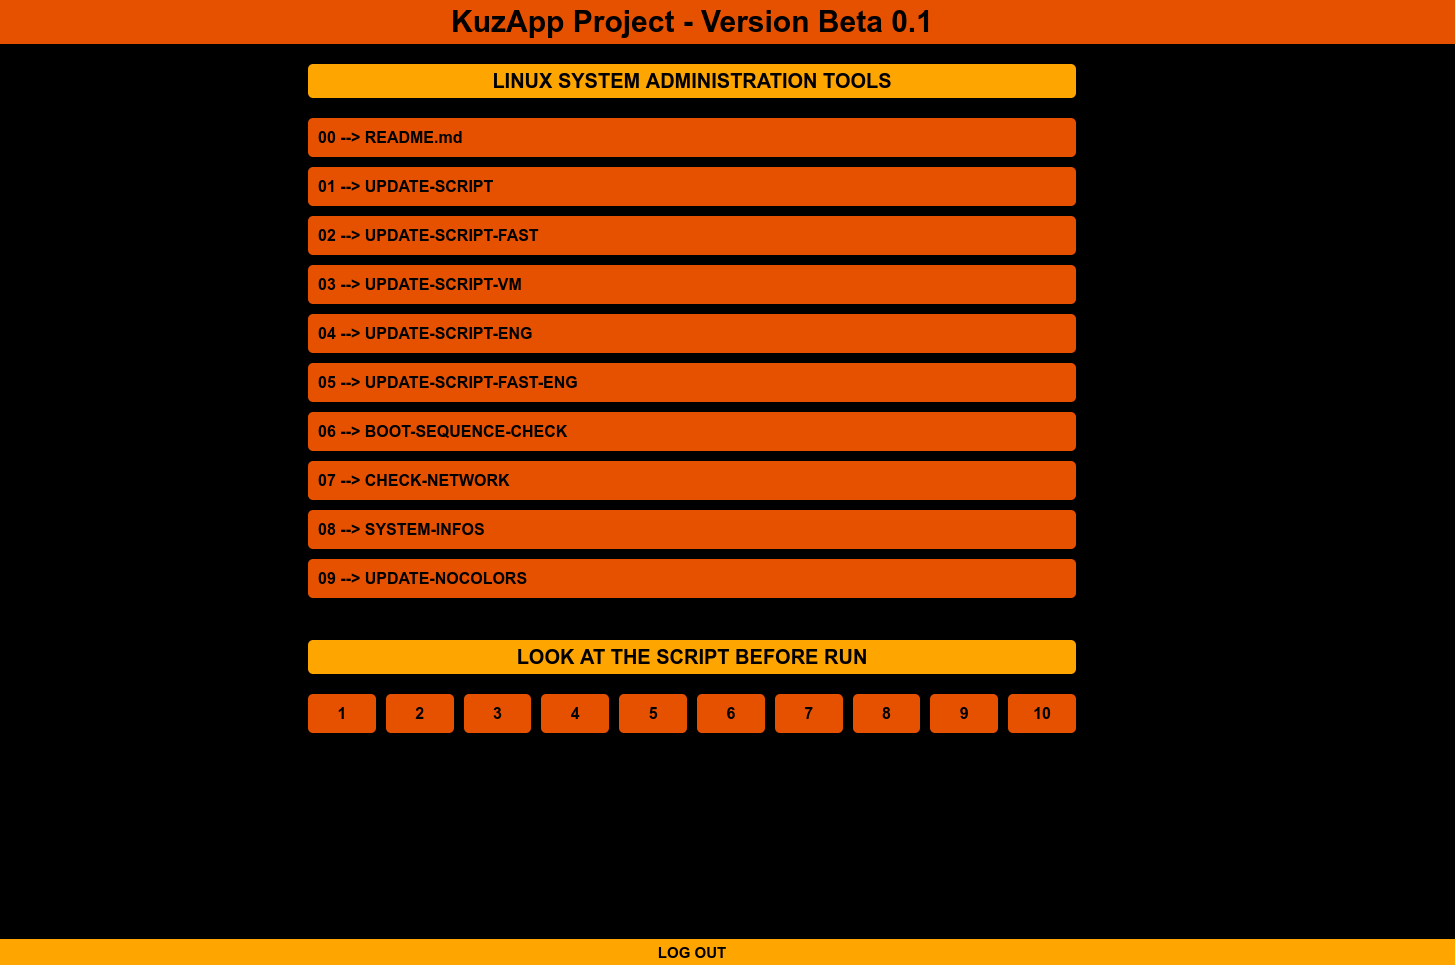 KuzApp Project - Version Beta 0.1
LINUX SYSTEM ADMINISTRATION TOOLS
00 --> README.md
01 --> UPDATE-SCRIPT
02 --> UPDATE-SCRIPT-FAST
03 --> UPDATE-SCRIPT-VM
04 --> UPDATE-SCRIPT-ENG
05 --> UPDATE-SCRIPT-FAST-ENG
06 --> BOOT-SEQUENCE-CHECK
07 --> CHECK-NETWORK
08 --> SYSTEM-INFOS
09 --> UPDATE-NOCOLORS
LOOK AT THE SCRIPT BEFORE RUN
1 2 3 4 5 6 7 8 9 10
LOG OUT